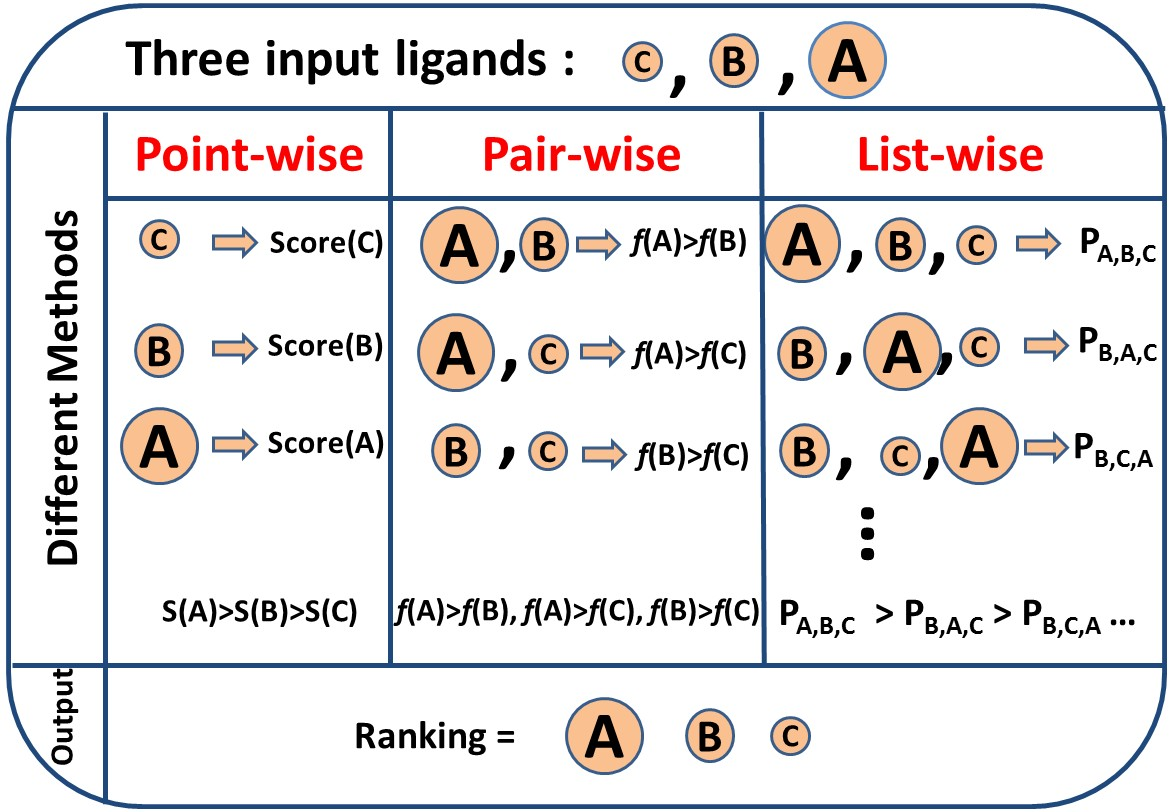 Three input ligands : C , B , A
Different Methods
Point-wise
C Score(C)
B Score(B)
A Score(A)
S(A)>S(B)>S(C)
Pair-wise
A , B f(A)>f(B)
A , C f(A)>f(C)
B , C f(B)>f(C)
f(A)>f(B), f(A)>f(C), f(B)>f(C)
List-wise
A , B , C P A,B,C
B , A , C P B,A,C
B , C , A P B,C,A
⋮
P A,B,C > P B,A,C > P B,C,A ...
Output
Ranking = A B C